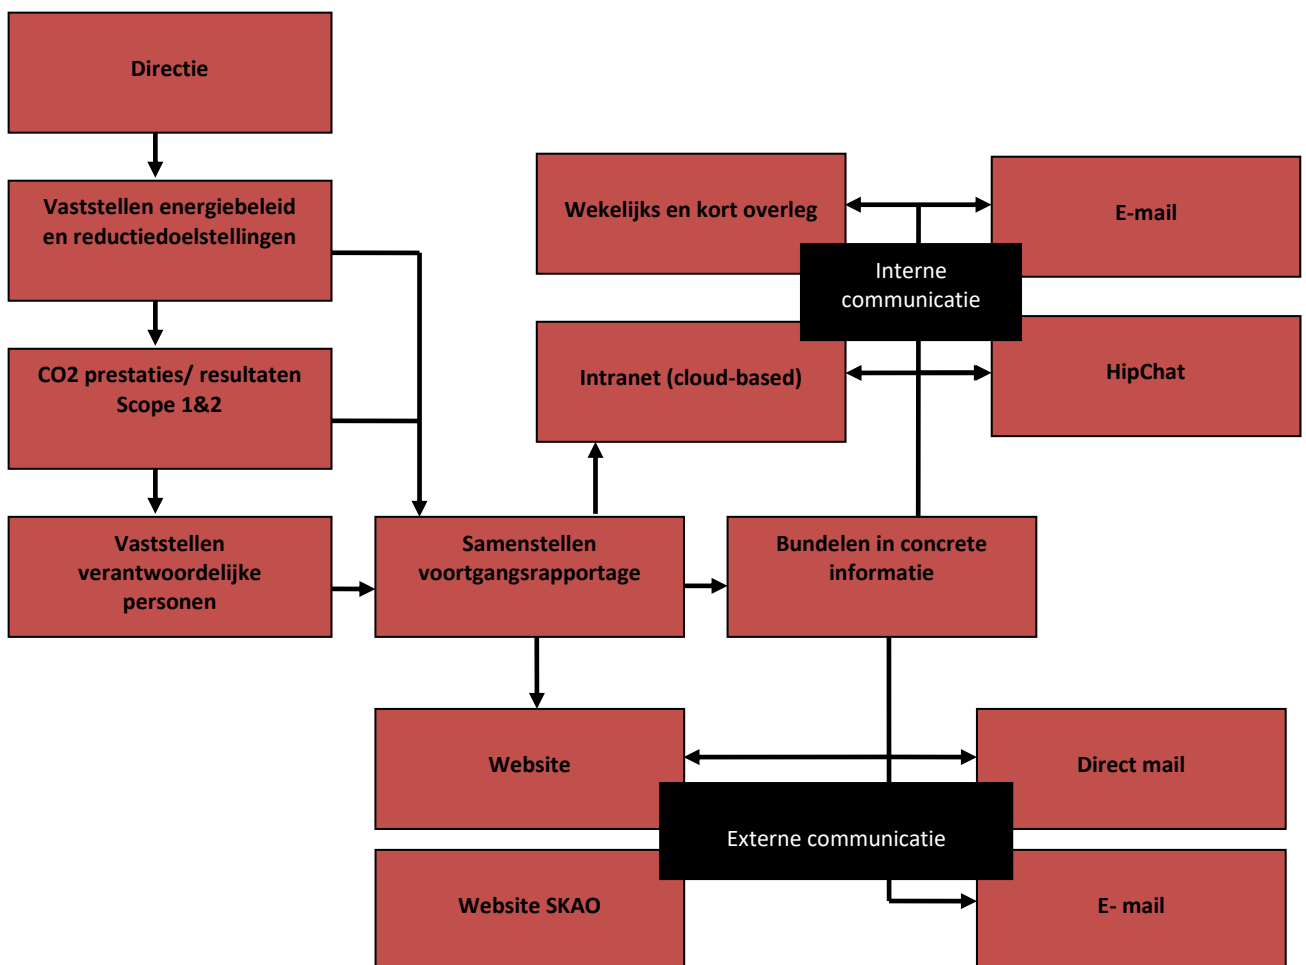 Directie
Vaststellen energiebeleid
en reductiedoelstellingen
CO2 prestaties/ resultaten
Scope 1&2
Vaststellen
verantwoordelijke
personen
Samenstellen
voortgangsrapportage
Bundelen in concrete
informatie
Wekelijks en kort overleg
E-mail
Interne
communicatie
Intranet (cloud-based)
HipChat
Website
Direct mail
Externe communicatie
Website SKAO
E- mail